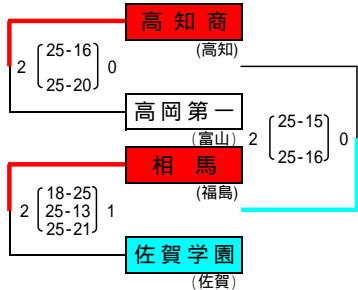 高知商
(高知)
2 25-16 0
25-20
高岡第一
(富山)
2 25-15 0
25-16
相馬
(福島)
2 18-25 1
25-13
25-21
佐賀学園
(佐賀)